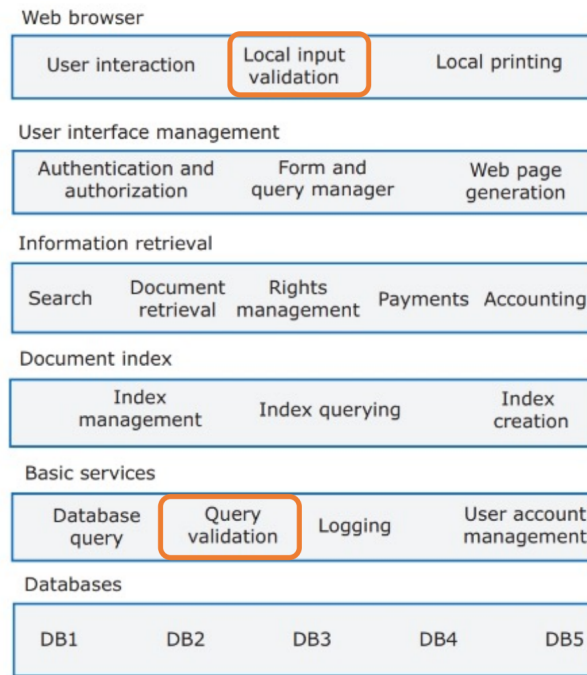 Web browser
User interaction
Local input
validation
Local printing
User interface management
Authentication and
authorization
Form and
query manager
Web page
generation
Information retrieval
Search
Document
retrieval
Rights
management
Payments
Accounting
Document index
Index
management
Index querying
Index
creation
Basic services
Database
query
Query
validation
Logging
User account
management
Databases
DB1
DB2
DB3
DB4
DB5